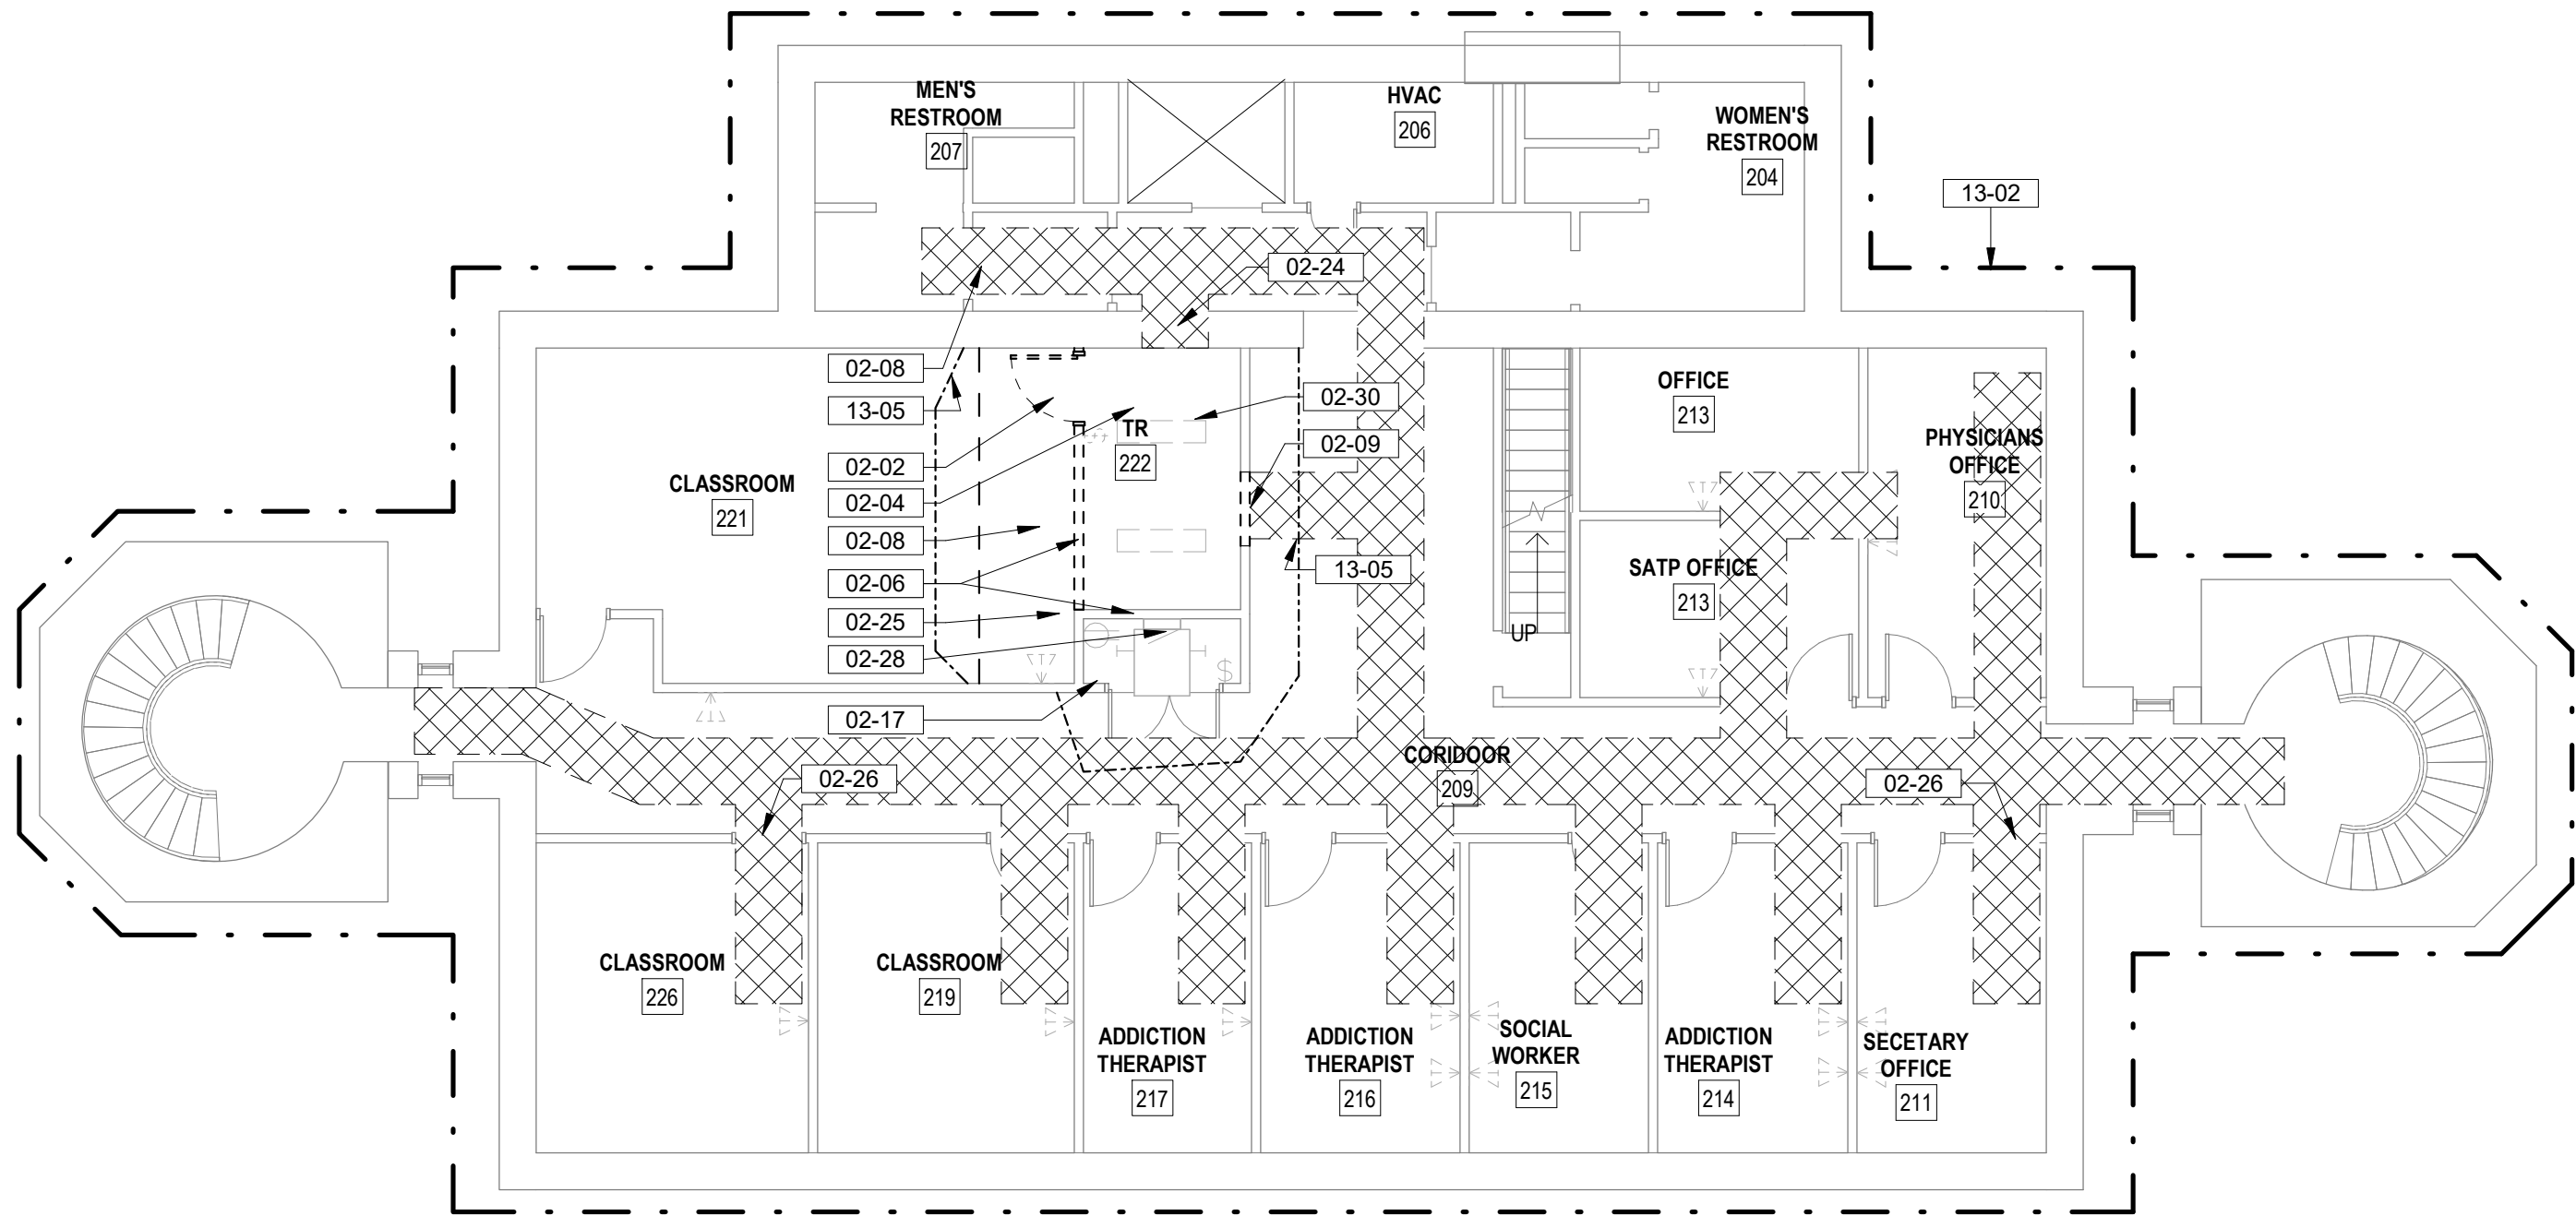 MEN'S
RESTROOM
207
HVAC
206
WOMEN'S
RESTROOM
204
13-02
02-24
02-08
13-05
02-02
02-04
02-08
02-06
02-25
02-28
02-17
02-30
02-09
13-05
TR
222
CLASSROOM
221
OFFICE
213
PHYSICIANS
OFFICE
210
SATP OFFICE
213
UP
$
CORIDOOR
209
02-26
02-26
CLASSROOM
226
CLASSROOM
219
ADDICTION
THERAPIST
217
ADDICTION
THERAPIST
216
SOCIAL
WORKER
215
ADDICTION
THERAPIST
214
SECETARY
OFFICE
211